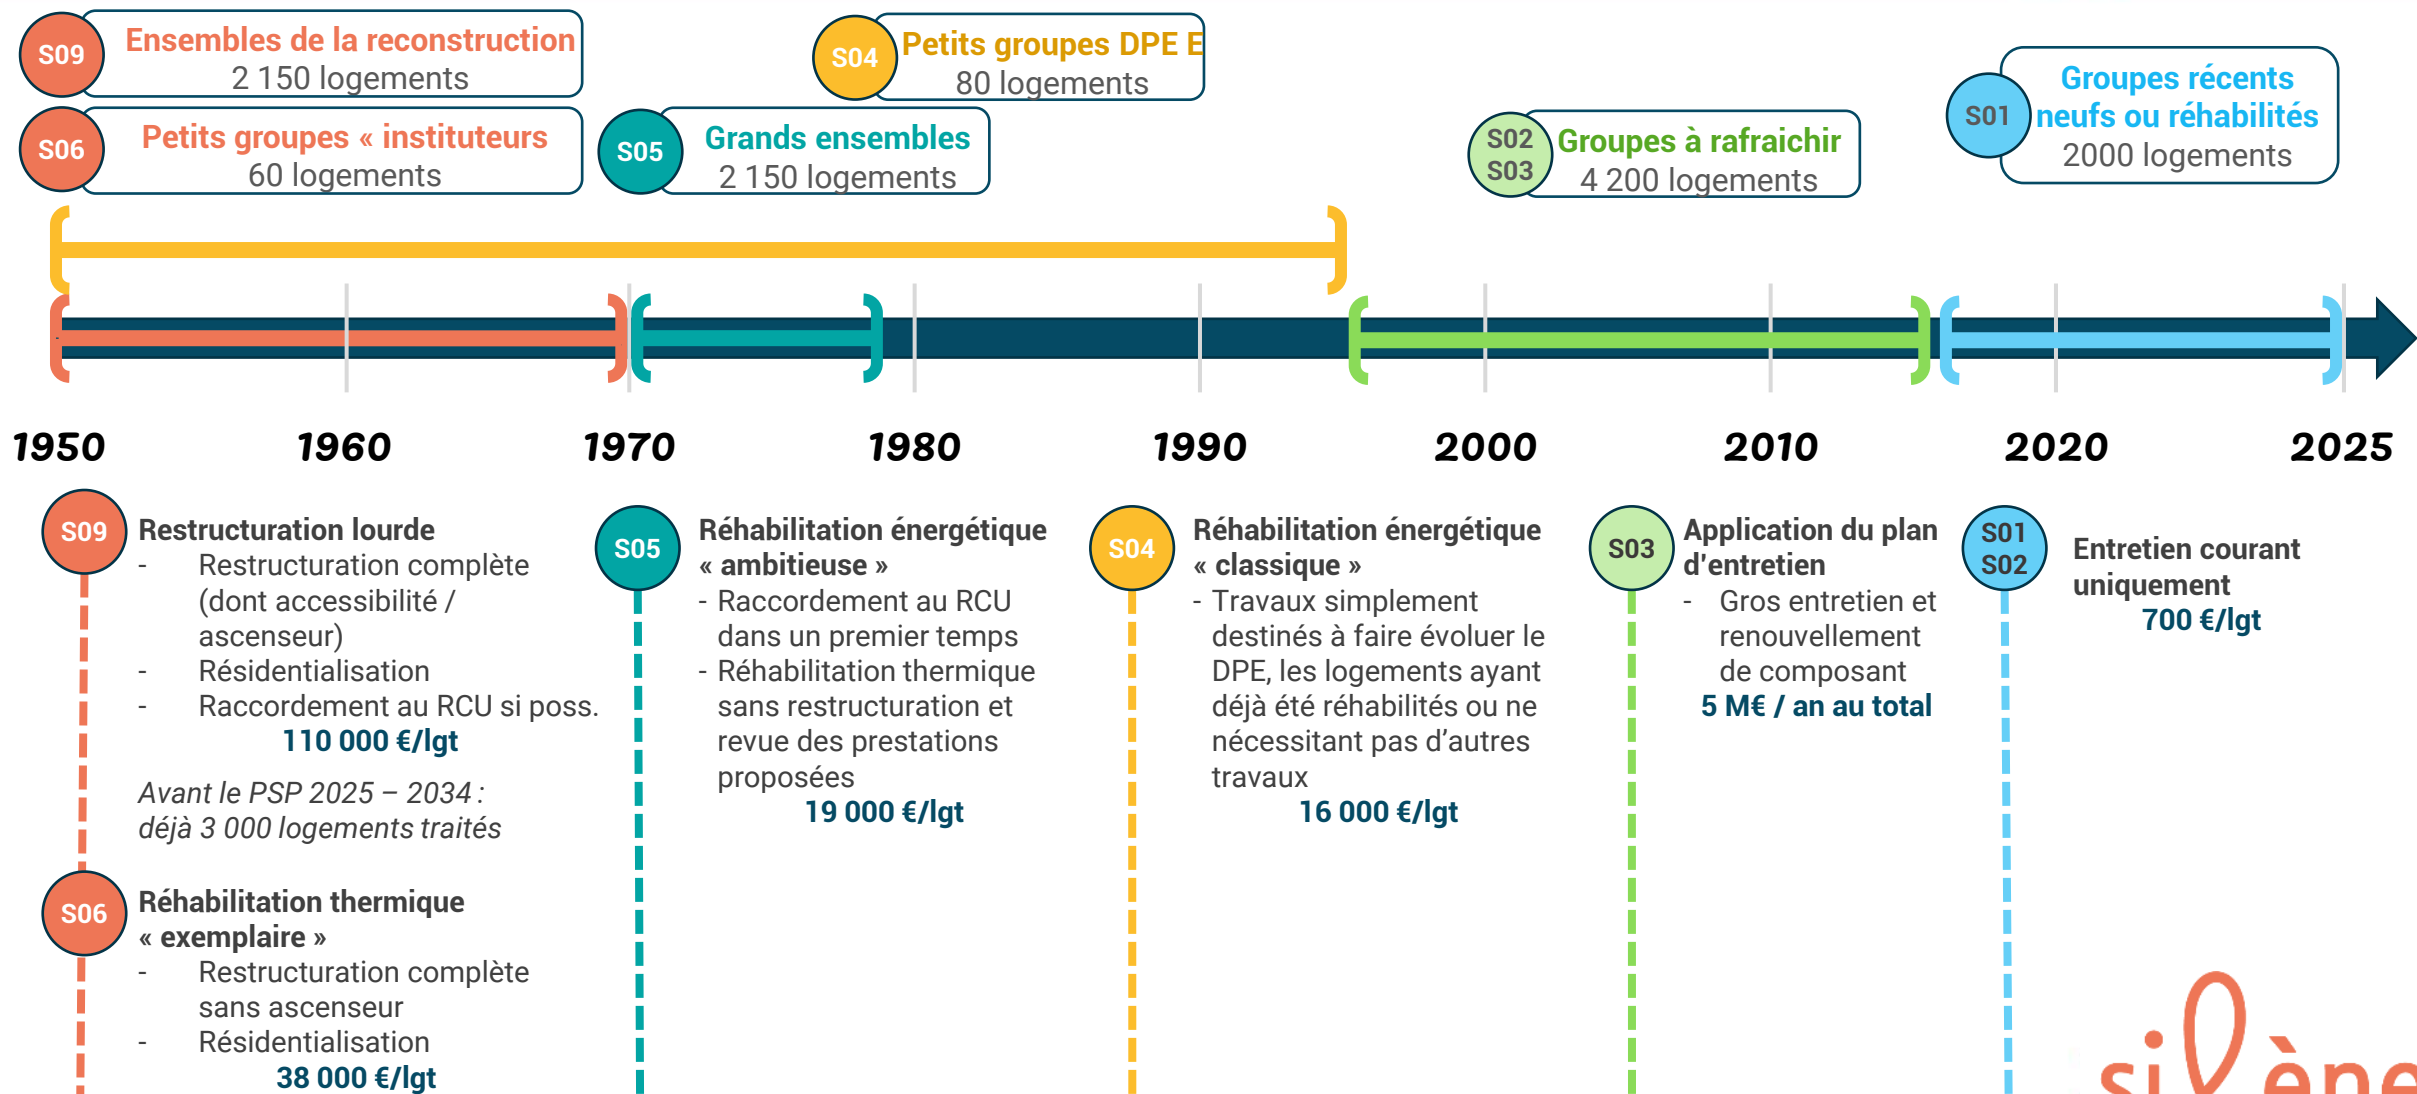 S09
Ensembles de la reconstruction
2 150 logements
S06
Petits groupes « instituteurs
60 logements
S05
Grands ensembles
2 150 logements
S04
Petits groupes DPE E
80 logements
S02
S03
Groupes à rafraichir
4 200 logements
S01
Groupes récents
neufs ou réhabilités
2000 logements
1950
1960
1970
1980
1990
2000
2010
2020
2025
S09
Restructuration lourde
- Restructuration complète
(dont accessibilité /
ascenseur)
- Résidentialisation
- Raccordement au RCU si poss.
110 000 €/lgt
Avant le PSP 2025 – 2034 :
déjà 3 000 logements traités
S06
Réhabilitation thermique
« exemplaire »
- Restructuration complète
sans ascenseur
- Résidentialisation
38 000 €/lgt
S05
Réhabilitation énergétique
« ambitieuse »
- Raccordement au RCU
dans un premier temps
- Réhabilitation thermique
sans restructuration et
revue des prestations
proposées
19 000 €/lgt
S04
Réhabilitation énergétique
« classique »
- Travaux simplement
destinés à faire évoluer le
DPE, les logements ayant
déjà été réhabilités ou ne
nécessitant pas d'autres
travaux
16 000 €/lgt
S03
Application du plan
d'entretien
- Gros entretien et
renouvellement
de composant
5 M€ / an au total
S01
S02
Entretien courant
uniquement
700 €/lgt
silène